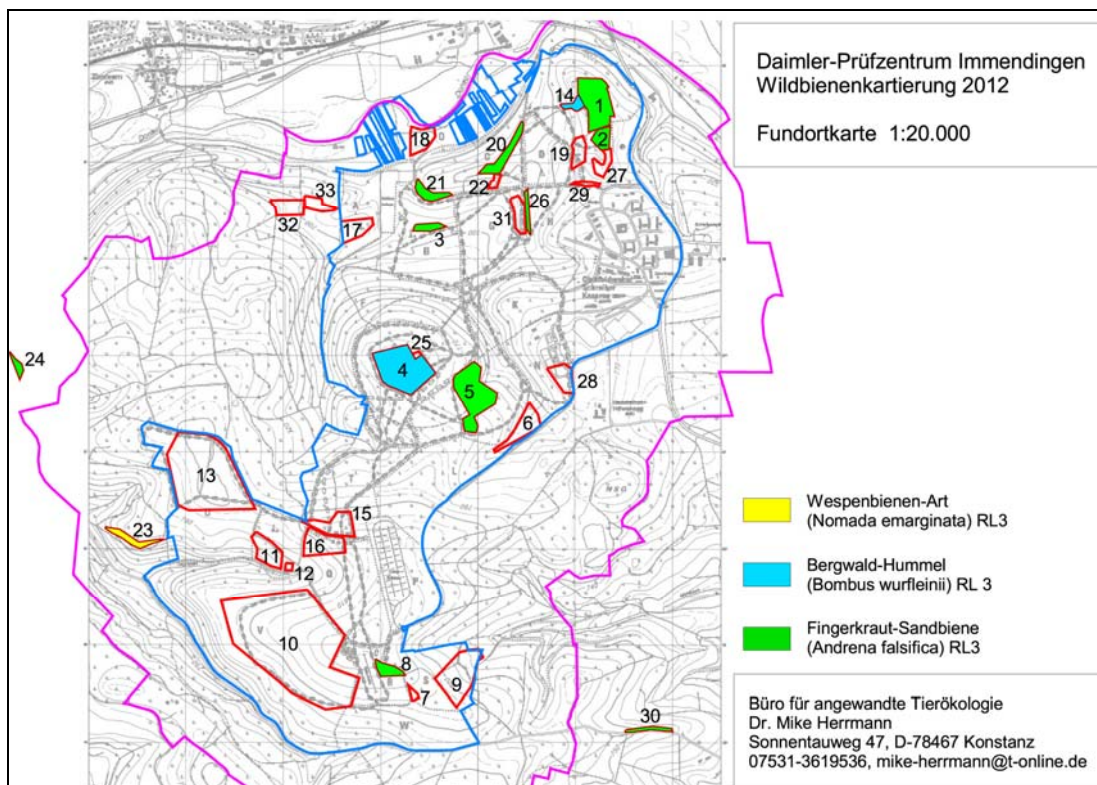 Daimler-Prüfzentrum Immendingen
Wildbienenkartierung 2012
Fundortkarte 1:20.000
14
1
2
18
20
19
27
21
22
29
33
26
32
17
31
3
25
24
4
5
28
6
13
15
23
11
16
12
10
8
7
9
30
Wespenbienen-Art
(Nomada emarginata) RL3
Bergwald-Hummel
(Bombus wurfleinii) RL 3
Fingerkraut-Sandbiene
(Andrena falsifica) RL3
Büro für angewandte Tierökologie
Dr. Mike Herrmann
Sonnentauweg 47, D-78467 Konstanz
07531-3619536, mike-herrmann@t-online.de